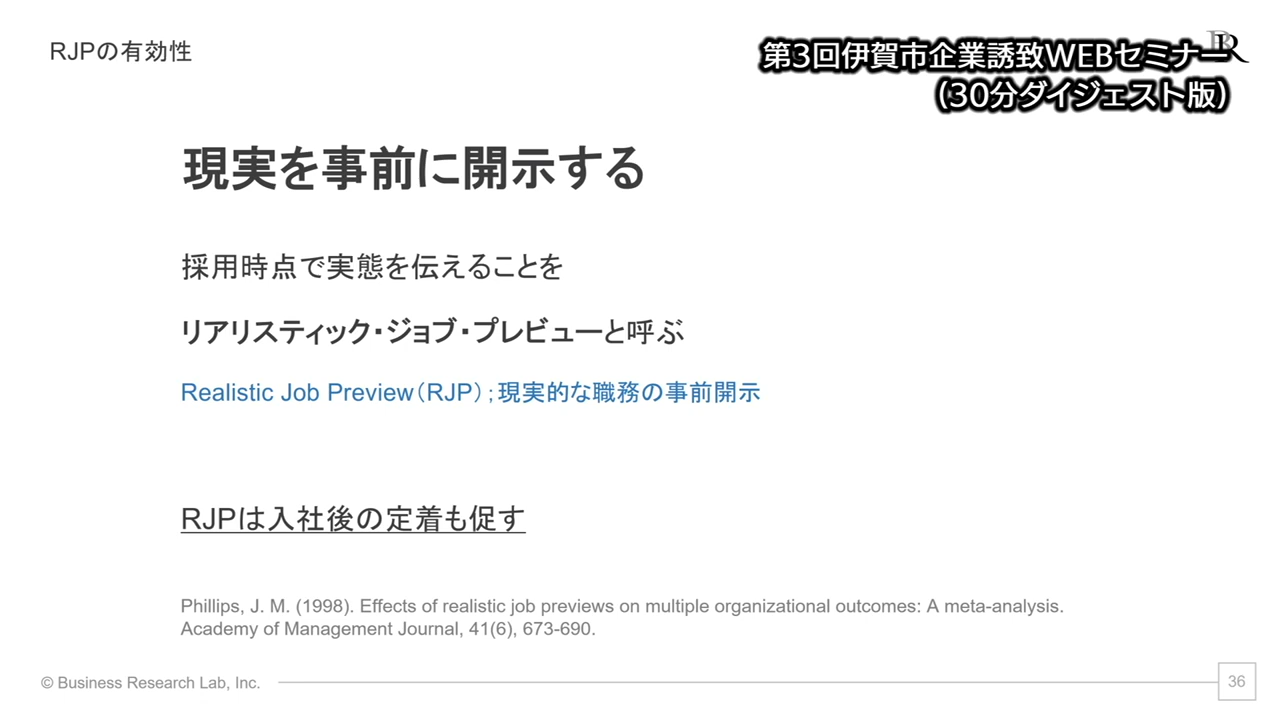 RJPの有効性
第3回伊賀市企業誘致WEBセミナー
(30分ダイジェスト版)
現実を事前に開示する
採用時点で実態を伝えることを
リアリスティック・ジョブ・プレビューと呼ぶ
Realistic Job Preview（RJP）;現実的な職務の事前開示
RJPは入社後の定着も促す
Phillips, J. M. (1998). Effects of realistic job previews on multiple organizational outcomes: A meta-analysis.
Academy of Management Journal, 41(6), 673-690.
© Business Research Lab, Inc.
36